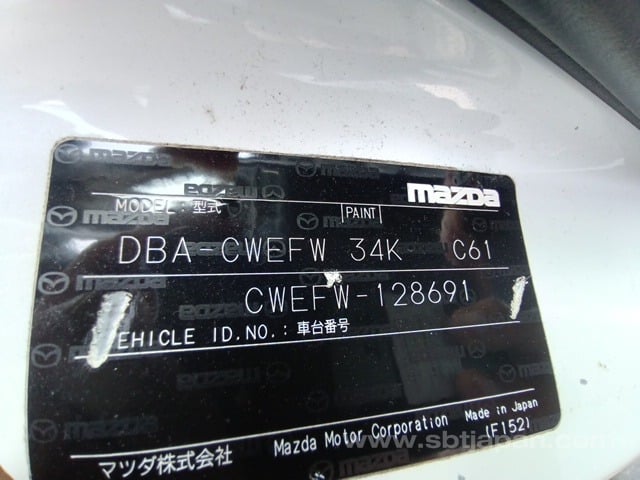 mazda
MODEL : 型式 PAINT
DBA-CWEFW 34K C61
CWEFW-128691
VEHICLE ID.NO.: 車台番号
マツダ株式会社 Mazda Motor Corporation Made in Japan
(F152)
www.sbtjapan.com